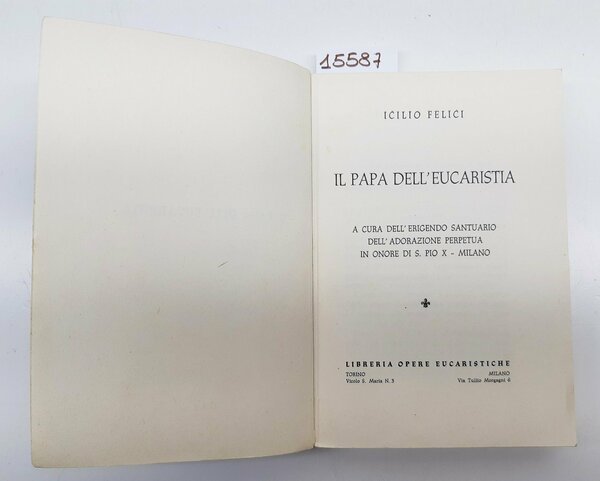 15587
ICILIO FELICI
IL PAPA DELL'EUCARISTIA
A CURA DELL'ERIGENDO SANTUARIO
DELL'ADORAZIONE PERPETUA
IN ONORE DI S. PIO X - MILANO
LIBRERIA OPERE EUCARISTICHE
TORINO MILANO
Vicolo S. Maria N. 3 Via Tullio Morgagni 6